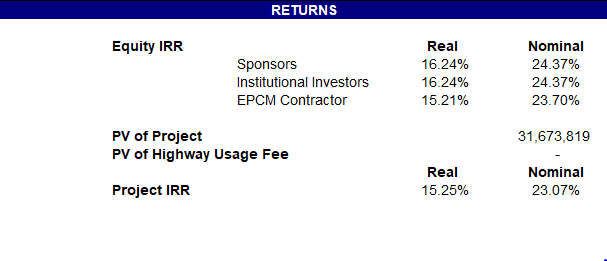 RETURNS
Equity IRR Real Nominal
Sponsors 16.24% 24.37%
Institutional Investors 16.24% 24.37%
EPCM Contractor 15.21% 23.70%
PV of Project 31,673,819
PV of Highway Usage Fee -
Real Nominal
Project IRR 15.25% 23.07%